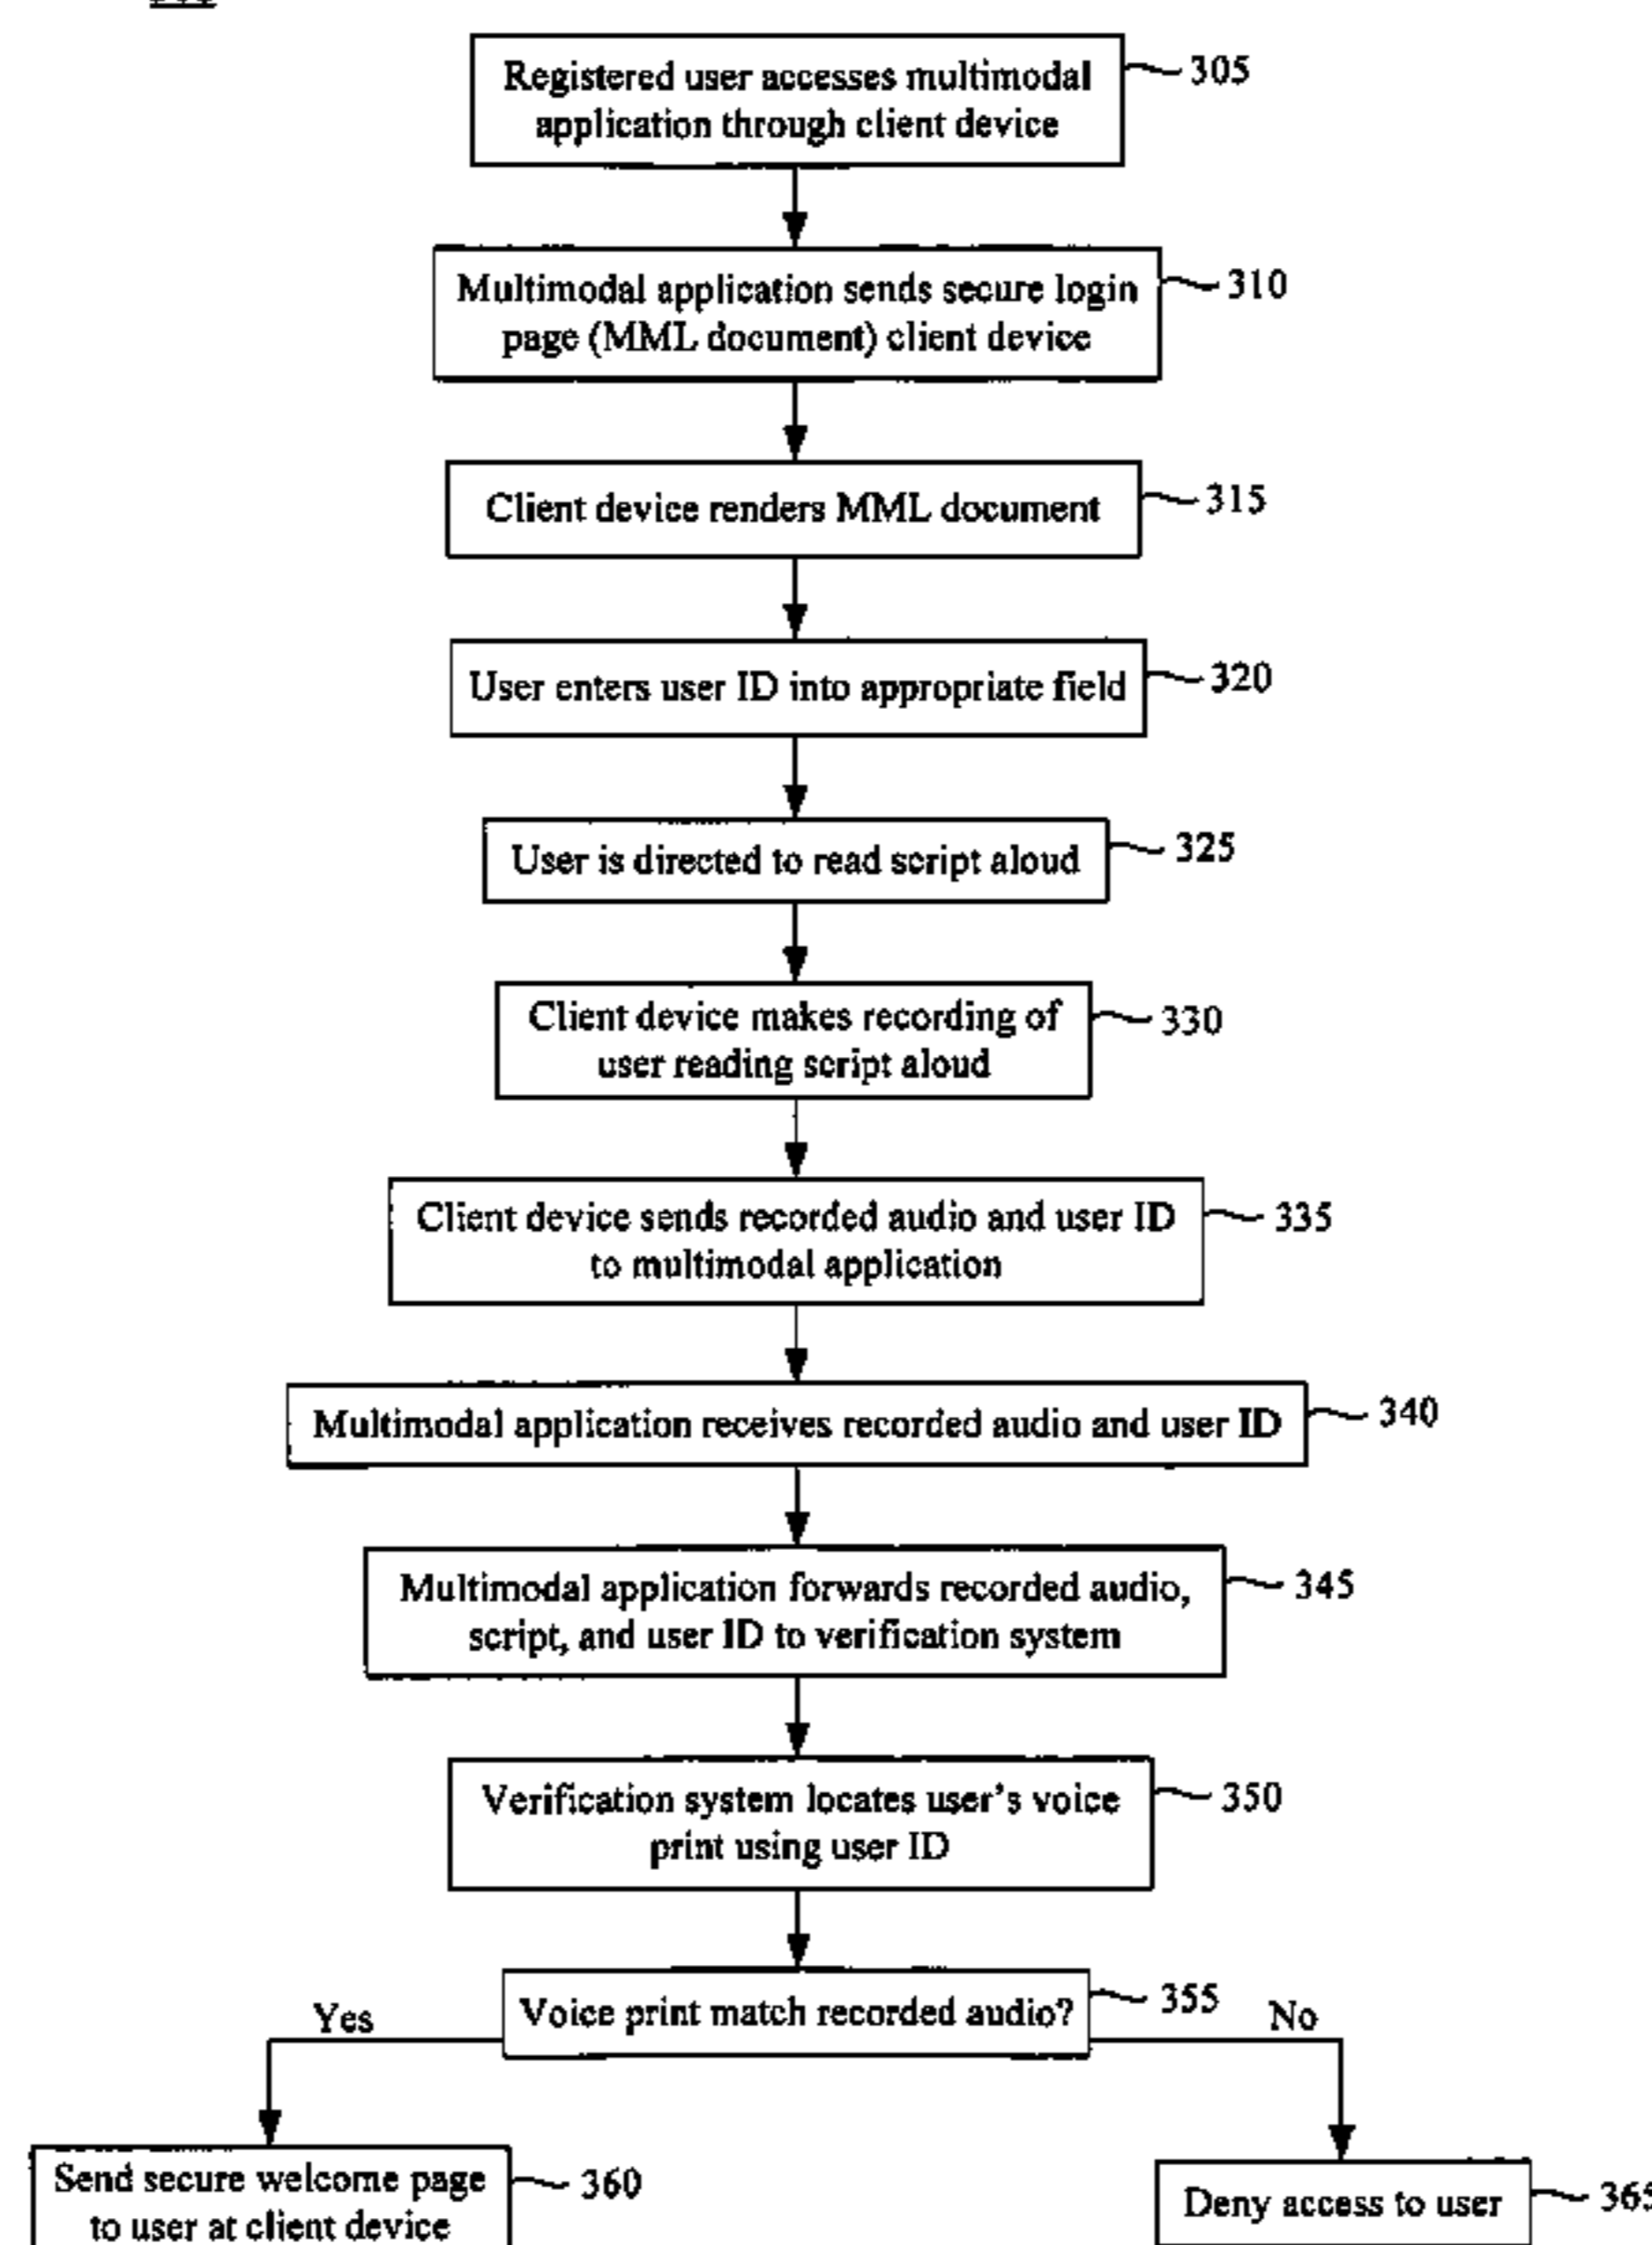 Registered user accesses multimodal
application through client device
305
Multimodal application sends secure login
page (MML document) client device
310
Client device renders MML document
315
User enters user ID into appropriate field
320
User is directed to read script aloud
325
Client device makes recording of
user reading script aloud
330
Client device sends recorded audio and user ID
to multimodal application
335
Multimodal application receives recorded audio and user ID
340
Multimodal application forwards recorded audio,
script, and user ID to verification system
345
Verification system locates user's voice
print using user ID
350
Voice print match recorded audio?
355
Yes
No
Send secure welcome page
to user at client device
360
Deny access to user
365